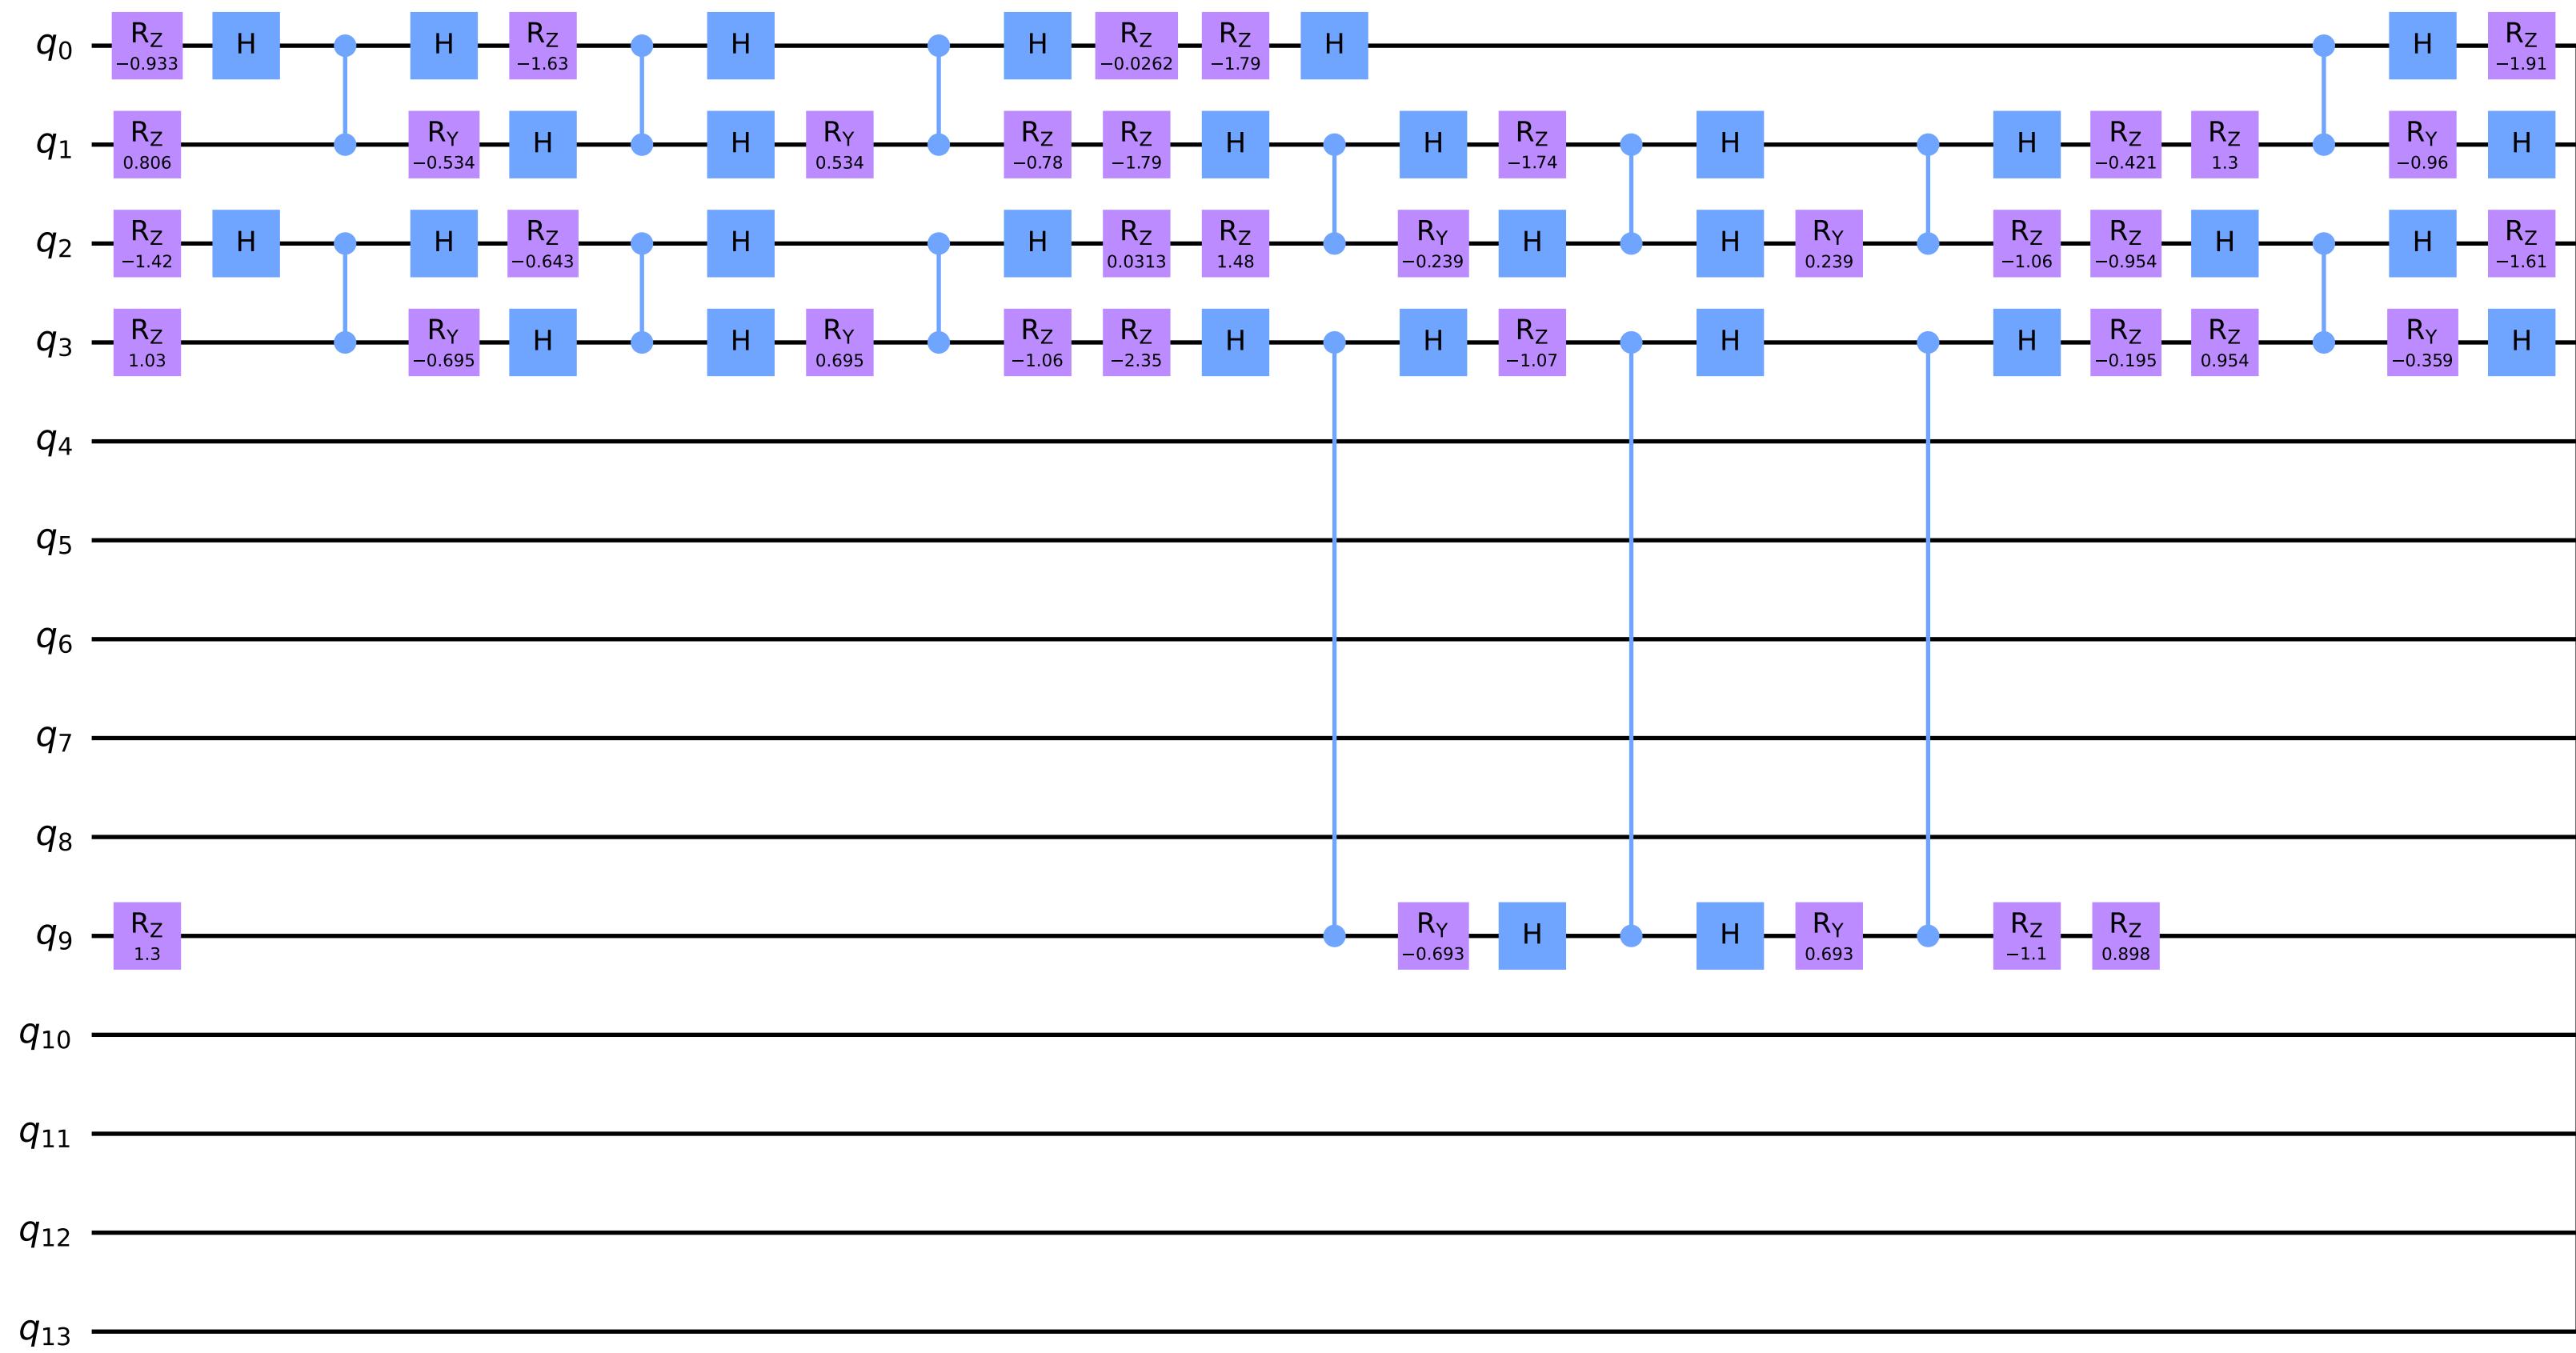 q0 RZ −0.933 H H RZ −1.63 H H RZ −0.0262 RZ −1.79 H H RZ −1.91
q1 RZ 0.806 RY −0.534 H H RY 0.534 RZ −0.78 RZ −1.79 H H RZ −1.74 H H RZ −0.421 RZ 1.3 RY −0.96 H
q2 RZ −1.42 H H RZ −0.643 H H RZ 0.0313 RZ 1.48 RY −0.239 H H RY 0.239 RZ −1.06 RZ −0.954 H H RZ −1.61
q3 RZ 1.03 RY −0.695 H H RY 0.695 RZ −1.06 RZ −2.35 H H RZ −1.07 H H RZ −0.195 RZ 0.954 RY −0.359 H
q4
q5
q6
q7
q8
q9 RZ 1.3 RY −0.693 H H RY 0.693 RZ −1.1 RZ 0.898
q10
q11
q12
q13